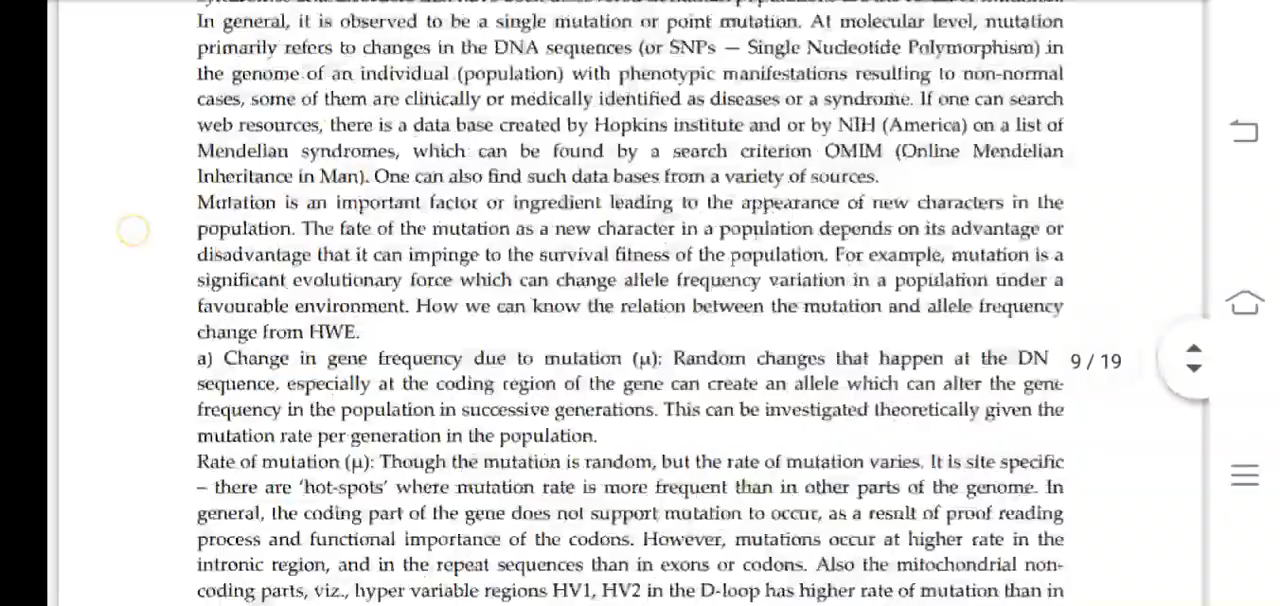 In general, it is observed to be a single mutation or point mutation. At molecular level, mutation
primarily refers to changes in the DNA sequences (or SNPs — Single Nucleotide Polymorphism) in
the genome of an individual (population) with phenotypic manifestations resulting to non-normal
cases, some of them are clinically or medically identified as diseases or a syndrome. If one can search
web resources, there is a data base created by Hopkins institute and or by NIH (America) on a list of
Mendelian syndromes, which can be found by a search criterion OMIM (Online Mendelian
Inheritance in Man). One can also find such data bases from a variety of sources.
Mutation is an important factor or ingredient leading to the appearance of new characters in the
population. The fate of the mutation as a new character in a population depends on its advantage or
disadvantage that it can impinge to the survival fitness of the population. For example, mutation is a
significant evolutionary force which can change allele frequency variation in a population under a
favourable environment. How we can know the relation between the mutation and allele frequency
change from HWE.
a) Change in gene frequency due to mutation (μ): Random changes that happen at the DN
9 / 19
sequence, especially at the coding region of the gene can create an allele which can alter the gene
frequency in the population in successive generations. This can be investigated theoretically given the
mutation rate per generation in the population.
Rate of mutation (μ): Though the mutation is random, but the rate of mutation varies. It is site specific
– there are 'hot-spots' where mutation rate is more frequent than in other parts of the genome. In
general, the coding part of the gene does not support mutation to occur, as a result of proof reading
process and functional importance of the codons. However, mutations occur at higher rate in the
intronic region, and in the repeat sequences than in exons or codons. Also the mitochondrial non-
coding parts, viz., hyper variable regions HV1, HV2 in the D-loop has higher rate of mutation than in